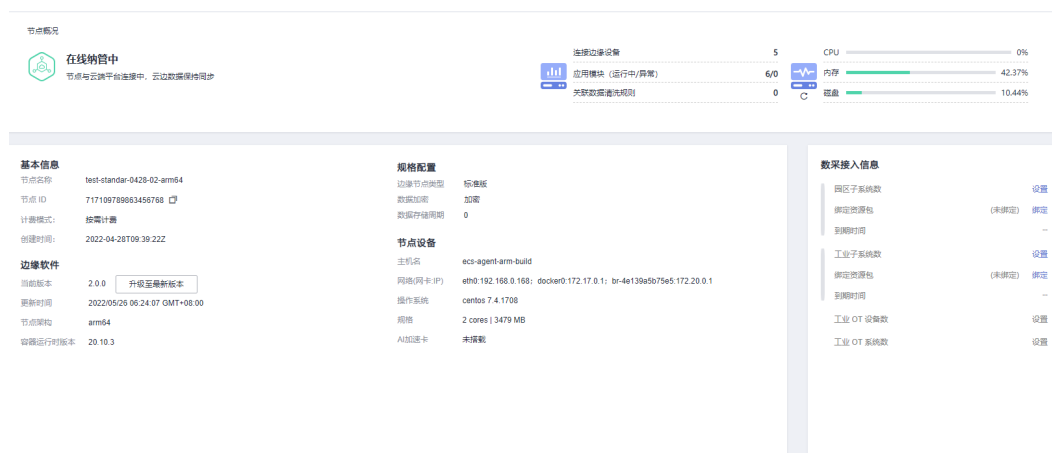 节点概况
在线纳管中
节点与云端平台连接中，云边数据保持同步
连接边缘设备 5
应用模块（运行中/异常） 6/0
关联数据清洗规则 0
CPU 0%
内存 42.37%
磁盘 10.44%
基本信息
节点名称 test-standar-0428-02-arm64
节点 ID 717109789863456768
计费模式： 按需计费
创建时间： 2022-04-28T09:39:22Z
边缘软件
当前版本 2.0.0 升级至最新版本
更新时间 2022/05/26 06:24:07 GMT+08:00
节点架构 arm64
容器运行时版本 20.10.3
规格配置
边缘节点类型 标准版
数据加密 加密
数据存储周期 0
节点设备
主机名 ecs-agent-arm-build
网络(网卡:IP) eth0:192.168.0.168；docker0:172.17.0.1；br-4e139a5b75e5:172.20.0.1
操作系统 centos 7.4.1708
规格 2 cores | 3479 MB
AI加速卡 未搭载
数采接入信息
园区子系统数 设置
绑定资源包 (未绑定) 绑定
到期时间 --
工业子系统数 设置
绑定资源包 (未绑定) 绑定
到期时间 --
工业 OT 设备数 设置
工业 OT 系统数 设置